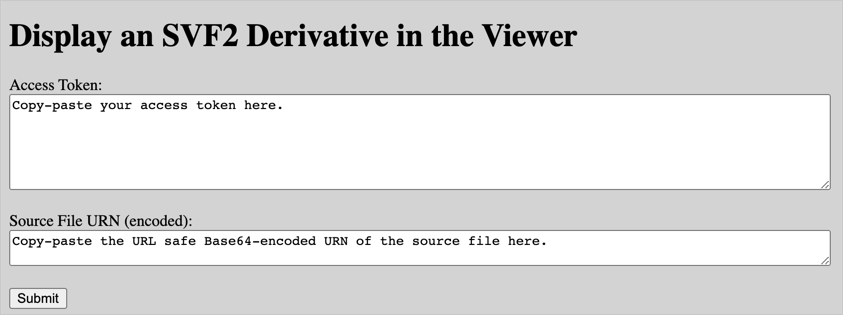 Display an SVF2 Derivative in the Viewer
Access Token:
Copy-paste your access token here.
Source File URN (encoded):
Copy-paste the URL safe Base64-encoded URN of the source file here.
Submit